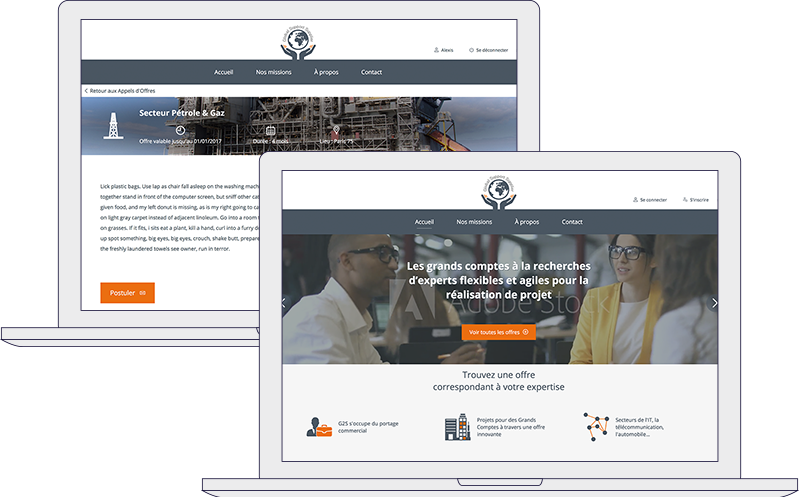 Alexis
Se déconnecter
Accueil
Nos missions
À propos
Contact
Retour aux Appels d'Offres
Secteur Pétrole & Gaz
Offre valable jusqu'au 01/01/2017
Durée : 4 mois
Lieu : Paris 75
Lick plastic bags. Use lap as chair fall asleep on the washing mach
together stand in front of the computer screen, but sniff other cat
given food, and my left donut is missing, as is my right going to ca
on light gray carpet instead of adjacent linoleum. Go into a room
on grasses. If it fits, i sits eat a plant, kill a hand, curl into a furry
up spot something, big eyes, big eyes, crouch, shake butt, prepare
the freshly laundered towels see owner, run in terror.
Postuler
Se connecter
S'inscrire
Accueil
Nos missions
À propos
Contact
Les grands comptes à la recherches
d'experts flexibles et agiles pour la
réalisation de projet
Adobe Stock
Voir toutes les offres
Trouvez une offre
correspondant à votre expertise
G2S s'occupe du portage
commercial
Projets pour des Grands
Comptes à travers une offre
innovante
Secteurs de l'IT, la
télécommunication,
l'automobile...